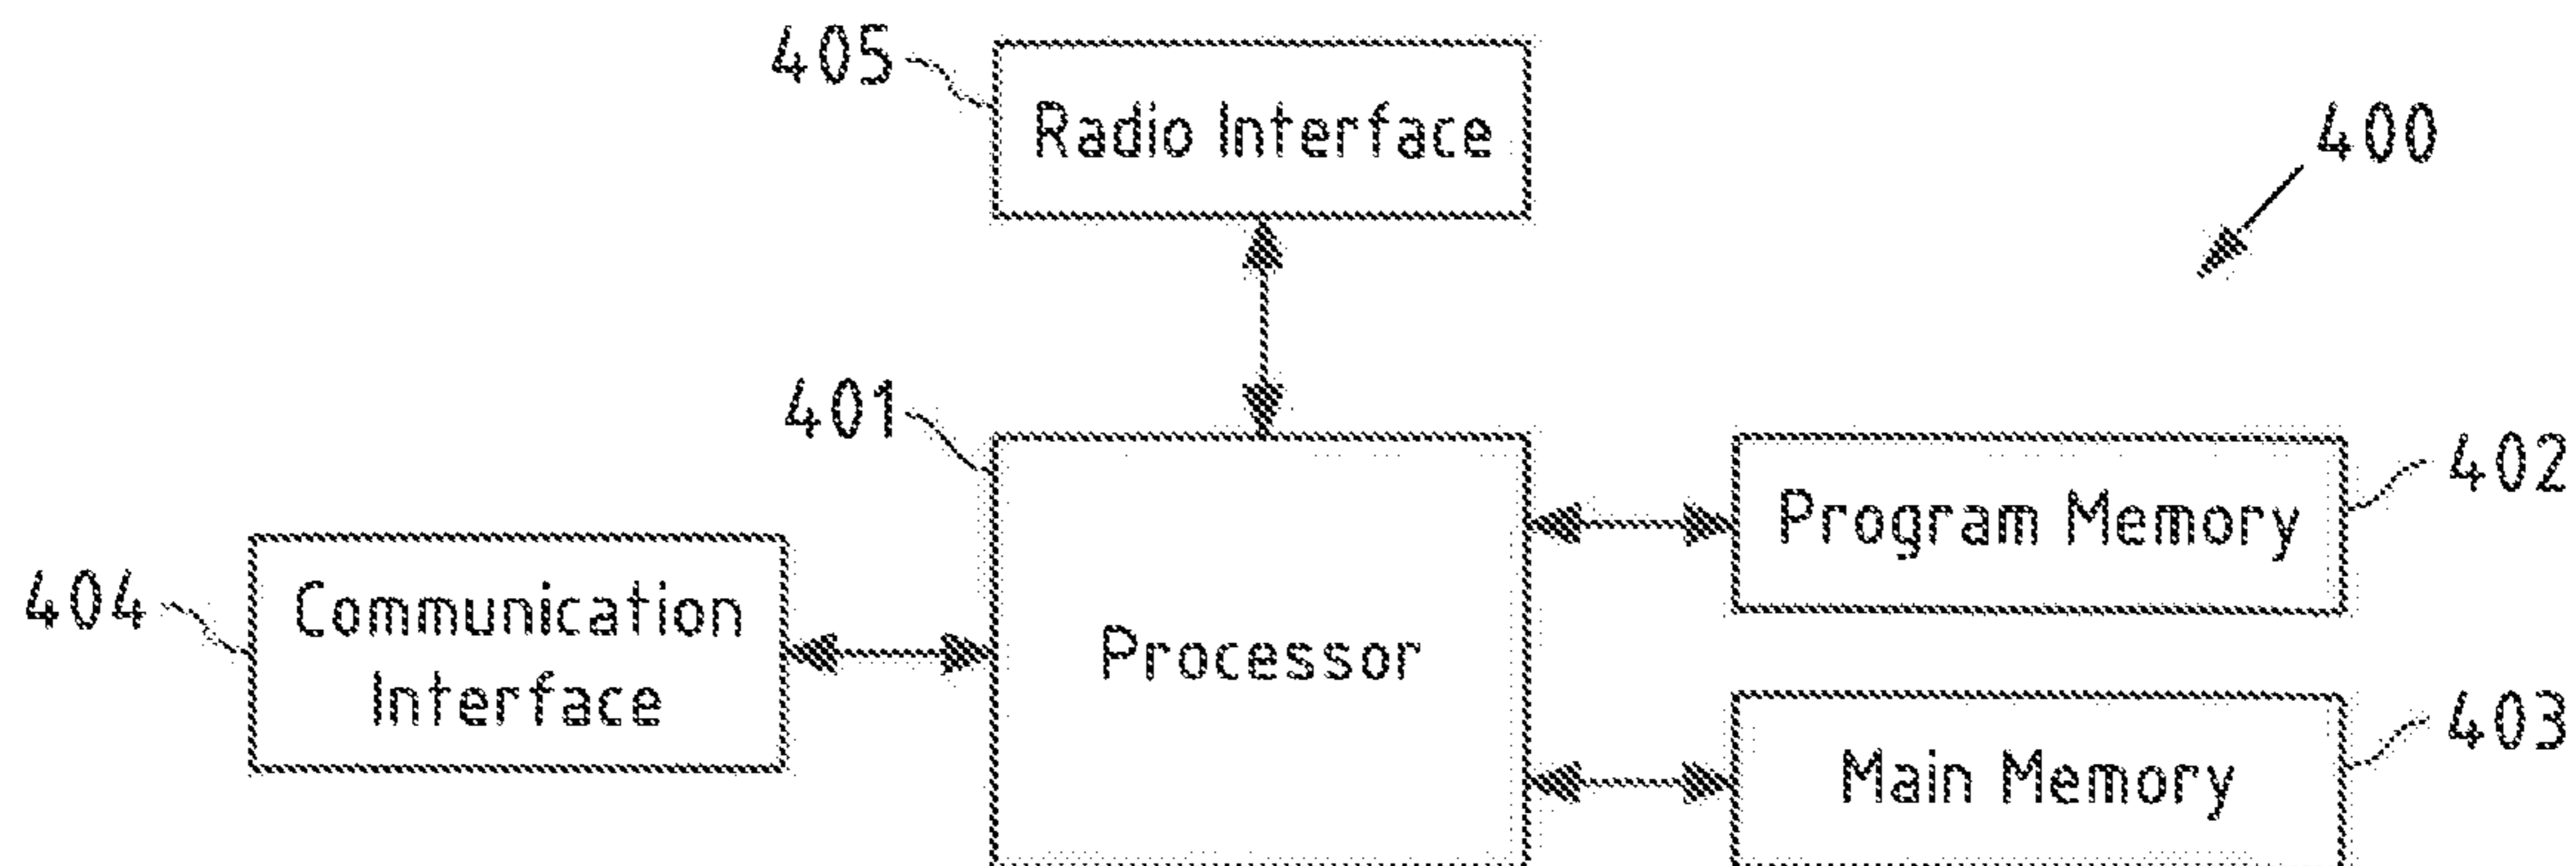 405
Radio Interface
400
401
402
Program Memory
404
Communication
Interface
Processor
403
Main Memory